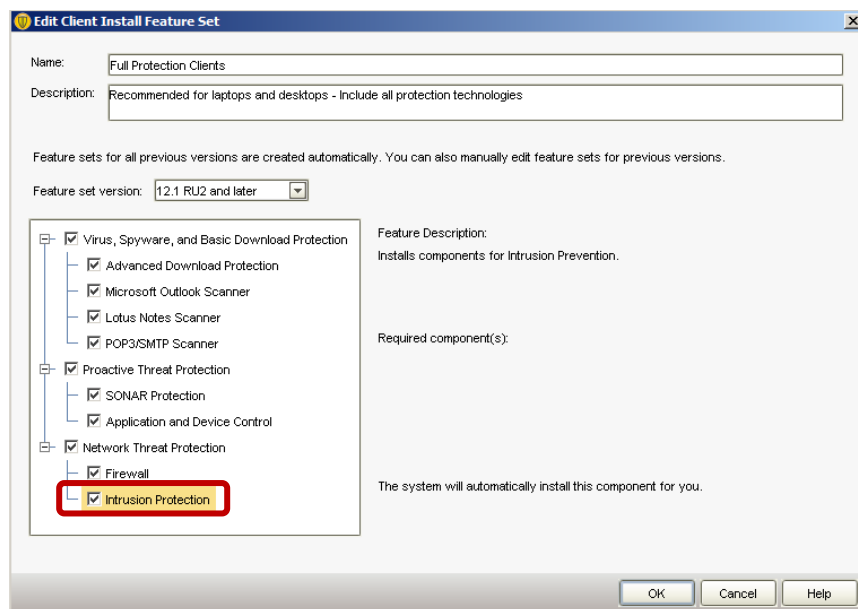 Edit Client Install Feature Set
Name: Full Protection Clients
Description: Recommended for laptops and desktops - Include all protection technologies
Feature sets for all previous versions are created automatically. You can also manually edit feature sets for previous versions.
Feature set version: 12.1 RU2 and later
Virus, Spyware, and Basic Download Protection
Advanced Download Protection
Microsoft Outlook Scanner
Lotus Notes Scanner
POP3/SMTP Scanner
Proactive Threat Protection
SONAR Protection
Application and Device Control
Network Threat Protection
Firewall
Intrusion Protection
Feature Description:
Installs components for Intrusion Prevention.
Required component(s):
The system will automatically install this component for you.
OK Cancel Help